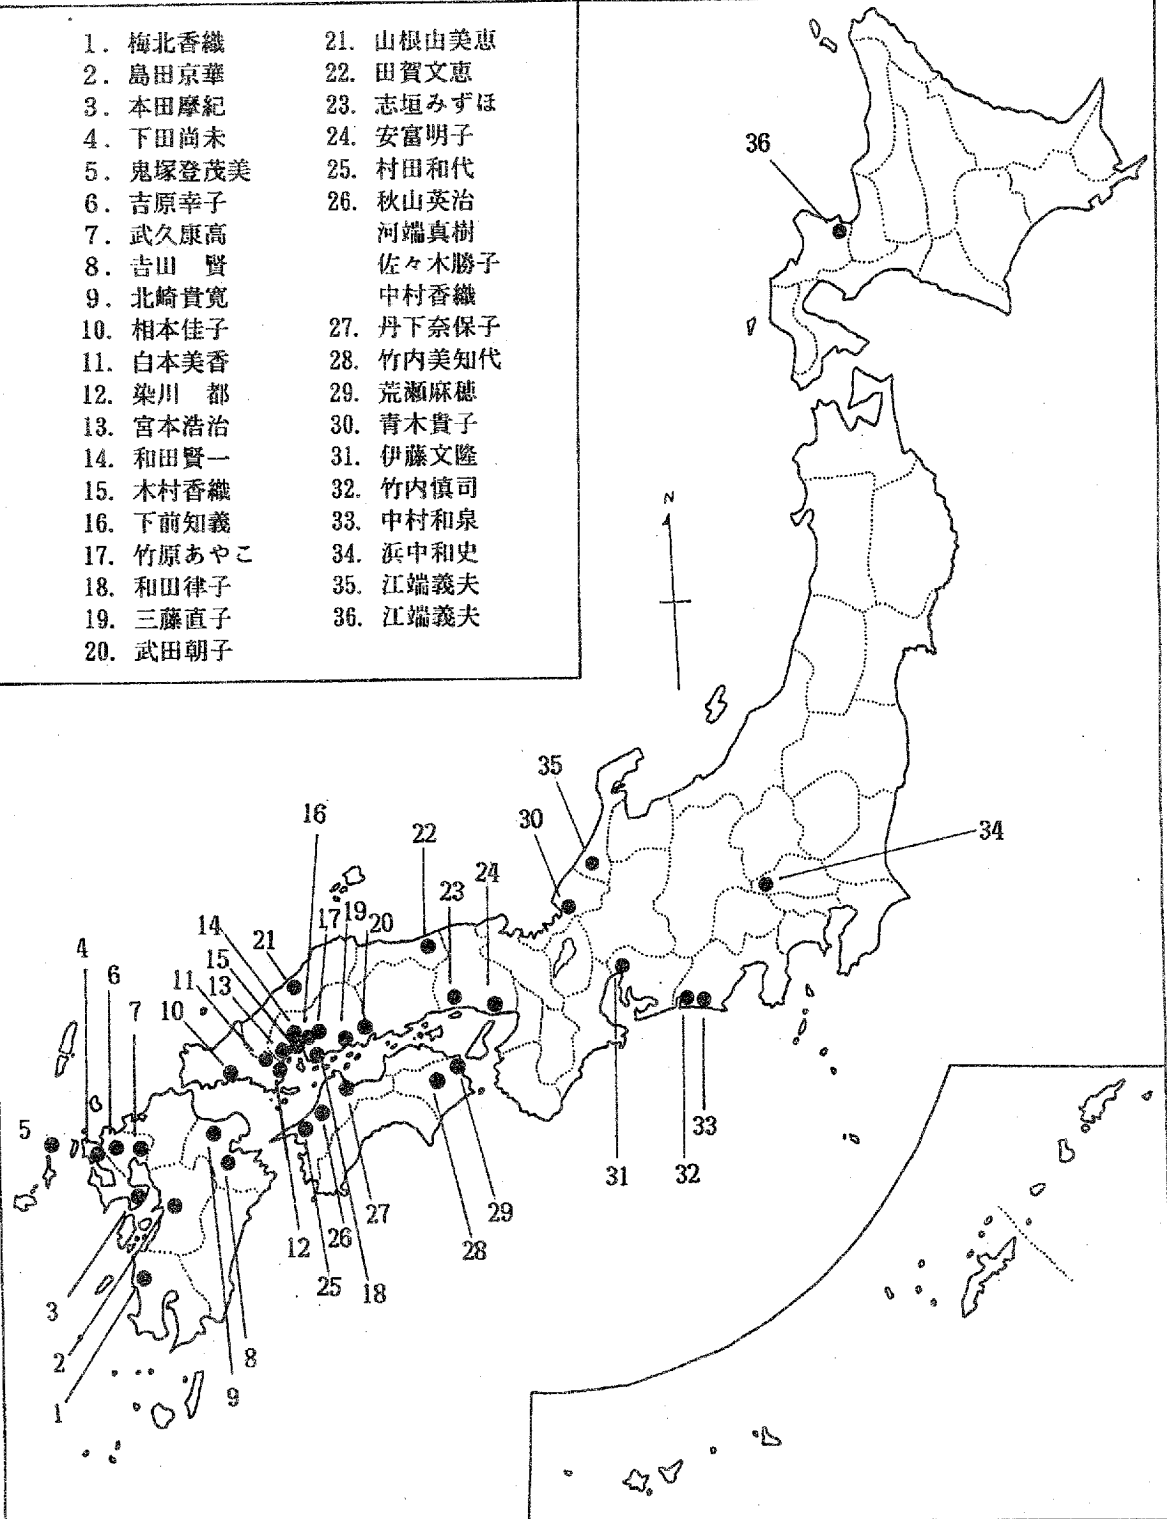 1. 梅北香織
2. 島田京華
3. 本田摩紀
4. 下田尚未
5. 鬼塚登茂美
6. 吉原幸子
7. 武久康高
8. 吉山　賢
9. 北崎貴寛
10. 相本佳子
11. 白本美香
12. 染川　都
13. 宮本浩治
14. 和田賢一
15. 木村香織
16. 下前知義
17. 竹原あやこ
18. 和田律子
19. 三藤直子
20. 武田朝子
21. 山根由美恵
22. 田賀文恵
23. 志垣みずほ
24. 安富明子
25. 村田和代
26. 秋山英治
河端真樹
佐々木勝子
中村香織
27. 丹下奈保子
28. 竹内美知代
29. 荒瀬麻穂
30. 青木貴子
31. 伊藤文隆
32. 竹内慎司
33. 中村和泉
34. 浜中和史
35. 江端義夫
36. 江端義夫
36
N
35
30
34
16
22
24
23
14
21
17
19
20
15
11
13
10
4
6
7
5
33
31
32
27
29
12
26
28
25
18
3
2
8
9
1